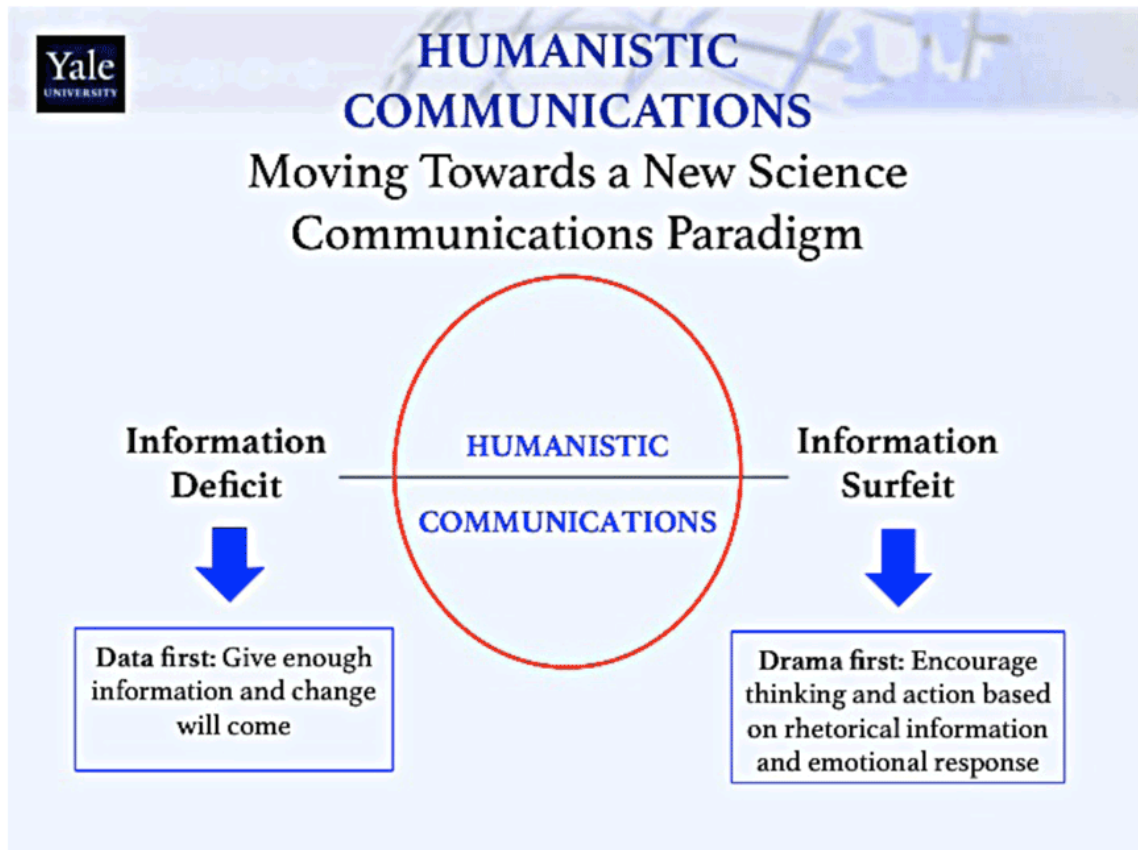 Yale
UNIVERSITY
HUMANISTIC
COMMUNICATIONS
Moving Towards a New Science
Communications Paradigm
Information
Deficit
HUMANISTIC
COMMUNICATIONS
Information
Surfeit
Data first: Give enough
information and change
will come
Drama first: Encourage
thinking and action based
on rhetorical information
and emotional response